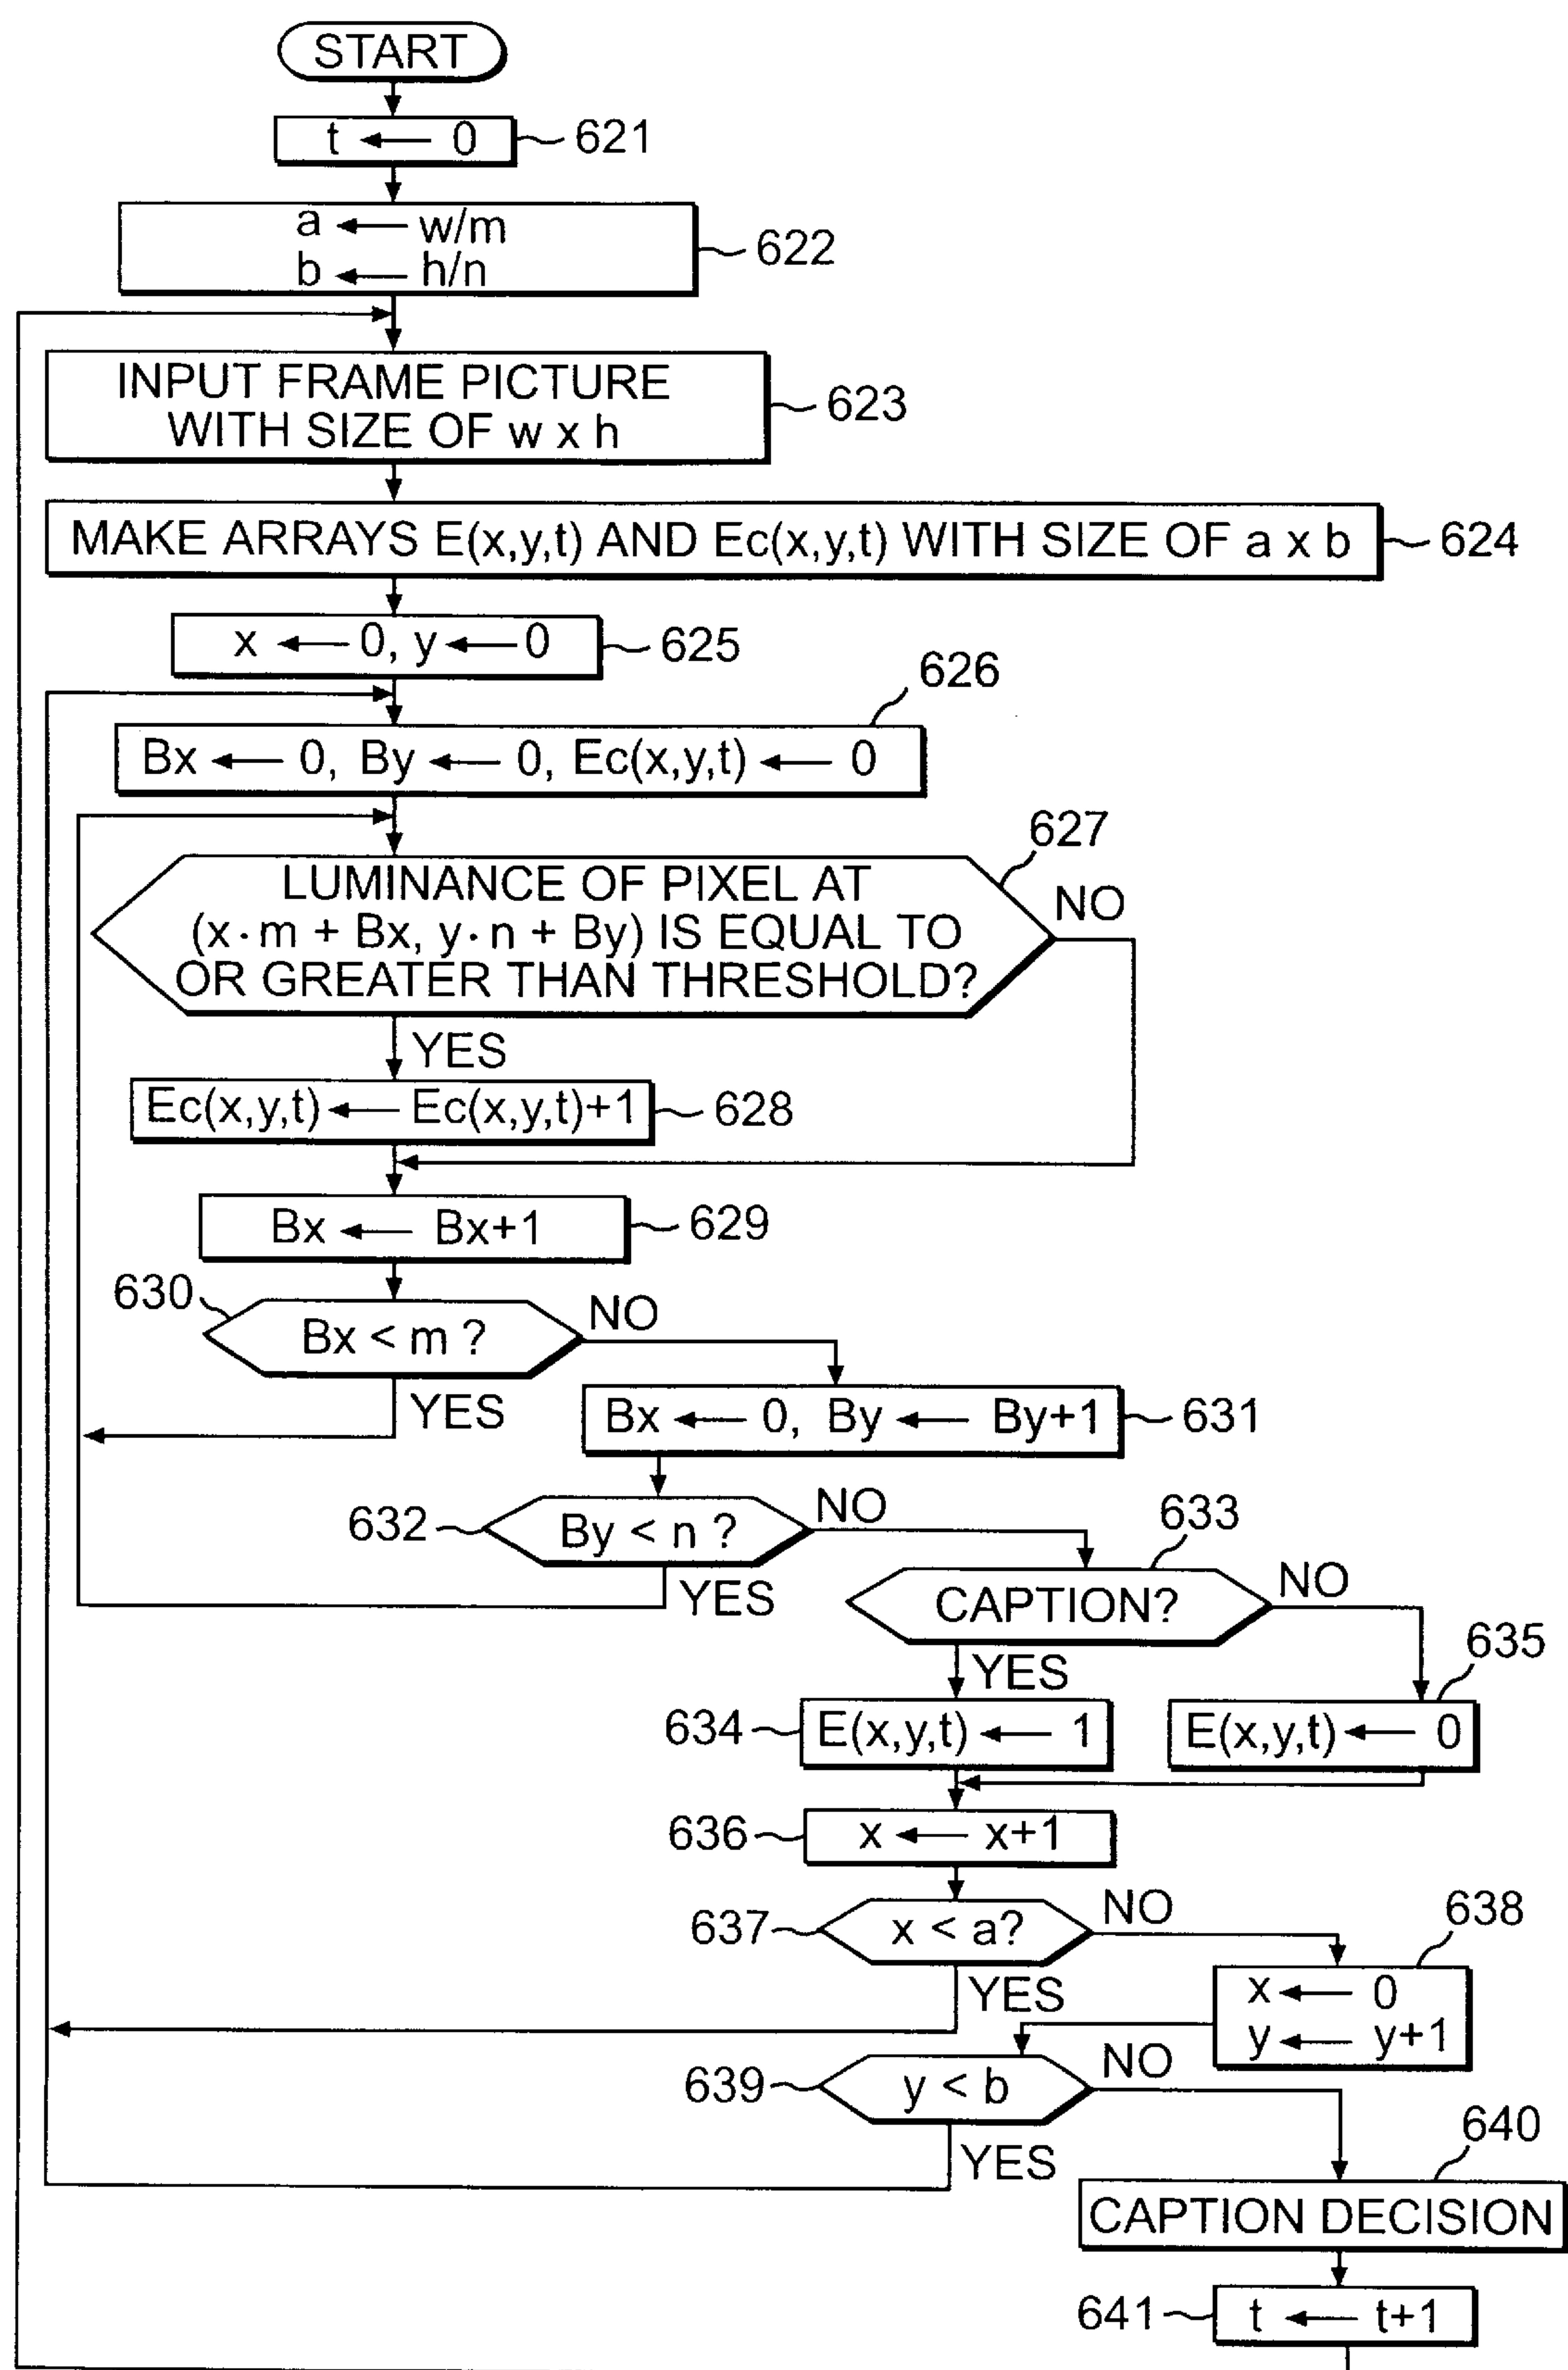 START
t ← 0
621
a ← w/m
b ← h/n
622
INPUT FRAME PICTURE
WITH SIZE OF w x h
623
MAKE ARRAYS E(x,y,t) AND Ec(x,y,t) WITH SIZE OF a x b
624
x ← 0, y ← 0
625
626
Bx ← 0, By ← 0, Ec(x,y,t) ← 0
627
LUMINANCE OF PIXEL AT
(x·m + Bx, y·n + By) IS EQUAL TO
OR GREATER THAN THRESHOLD?
NO
YES
Ec(x,y,t) ← Ec(x,y,t)+1
628
Bx ← Bx+1
629
630
Bx < m ?
NO
YES
Bx ← 0, By ← By+1
631
632
By < n ?
NO
YES
633
CAPTION?
NO
YES
635
634
E(x,y,t) ← 1
E(x,y,t) ← 0
636
x ← x+1
637
x < a?
NO
YES
638
x ← 0
y ← y+1
639
y < b
NO
YES
640
CAPTION DECISION
641
t ← t+1